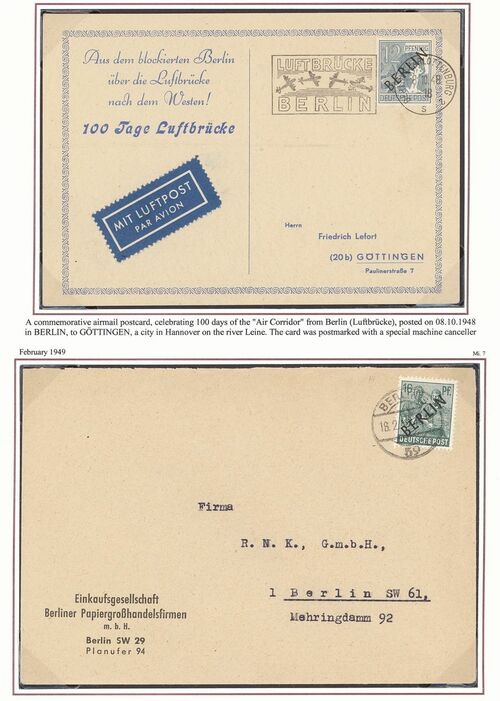 Aus dem blockierten Berlin
über die Luftbrücke
nach dem Westen!
100 Tage Luftbrücke
LUFTBRÜCKE
BERLIN
12 PFENNIG
BERLIN
DEUTSCHE POST
MIT LUFTPOST
PAR AVION
Herrn
Friedrich Lefort
(20b) GÖTTINGEN
Paulinerstraße 7
A commemorative airmail postcard, celebrating 100 days of the "Air Corridor" from Berlin (Luftbrücke), posted on 08.10.1948
in BERLIN, to GÖTTINGEN, a city in Hannover on the river Leine. The card was postmarked with a special machine canceller
February 1949
Mi. 7
16 Pf.
BERLIN
DEUTSCHE POST
Firma
R. N. K., G.m.b.H.,
1 Berlin SW 61,
Mehringdamm 92
Einkaufsgesellschaft
Berliner Papiergroßhandelsfirmen
m. b. H.
Berlin SW 29
Planufer 94